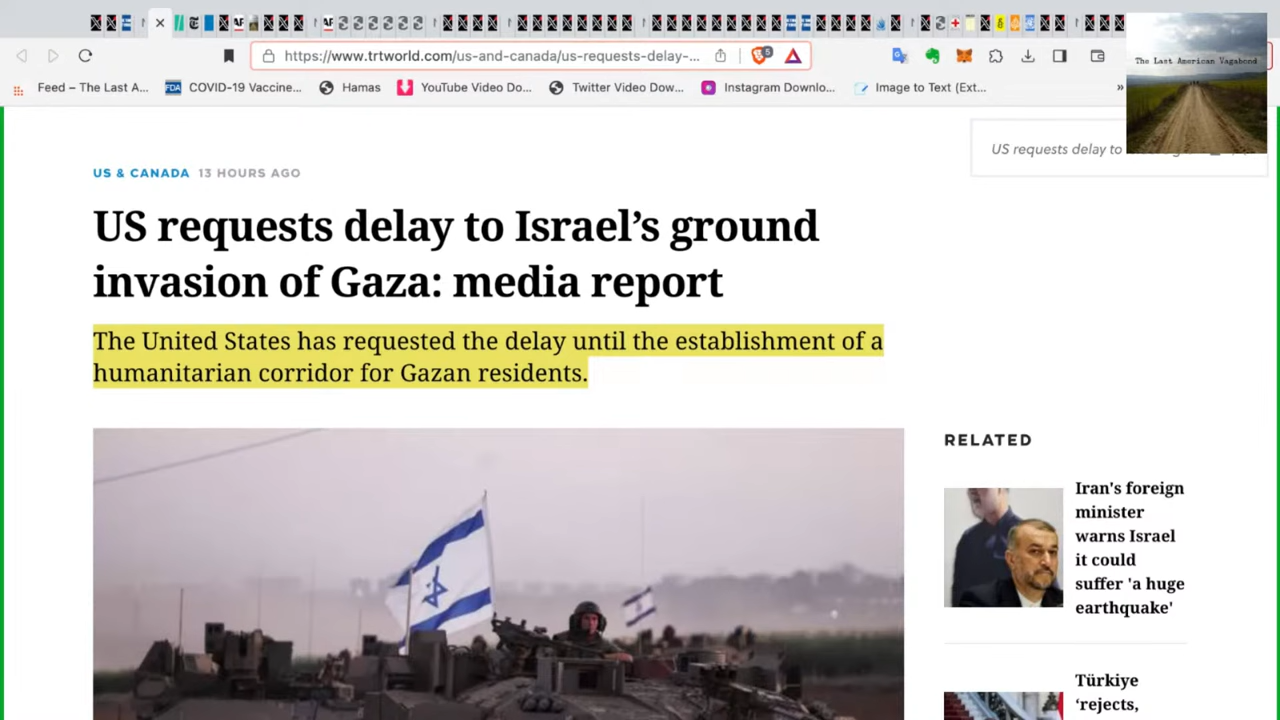 https://www.trtworld.com/us-and-canada/us-requests-delay-...
5
Feed – The Last A...
FDA
COVID-19 Vaccine...
Hamas
YouTube Video Do...
Twitter Video Dow...
Instagram Downlo...
Image to Text (Ext...
»
The Last American Vagabond
US & CANADA 13 HOURS AGO
US requests delay to
US requests delay to Israel’s ground
invasion of Gaza: media report
The United States has requested the delay until the establishment of a
humanitarian corridor for Gazan residents.
RELATED
Iran's foreign
minister
warns Israel
it could
suffer 'a huge
earthquake'
Türkiye
‘rejects,